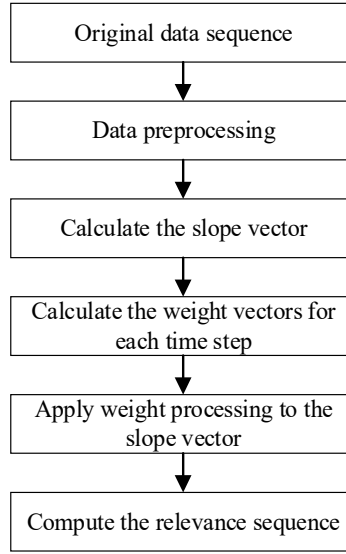 Original data sequence
Data preprocessing
Calculate the slope vector
Calculate the weight vectors for
each time step
Apply weight processing to the
slope vector
Compute the relevance sequence